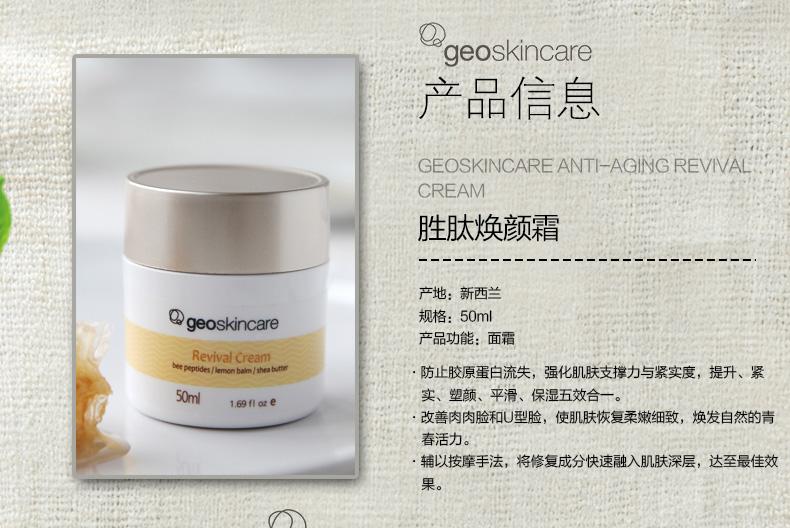 geoskincare
产品信息
GEOSKINCARE ANTI-AGING REVIVAL
CREAM
胜肽焕颜霜
产地：新西兰
规格：50ml
产品功能：面霜
· 防止胶原蛋白流失，强化肌肤支撑力与紧实度，提升、紧
实、塑颜、平滑、保湿五效合一。
· 改善肉肉脸和U型脸，使肌肤恢复柔嫩细致，焕发自然的青
春活力。
· 辅以按摩手法，将修复成分快速融入肌肤深层，达至最佳效
果。
geoskincare
Revival Cream
bee peptides / lemon balm / shea butter
50ml 1.69 fl oz e